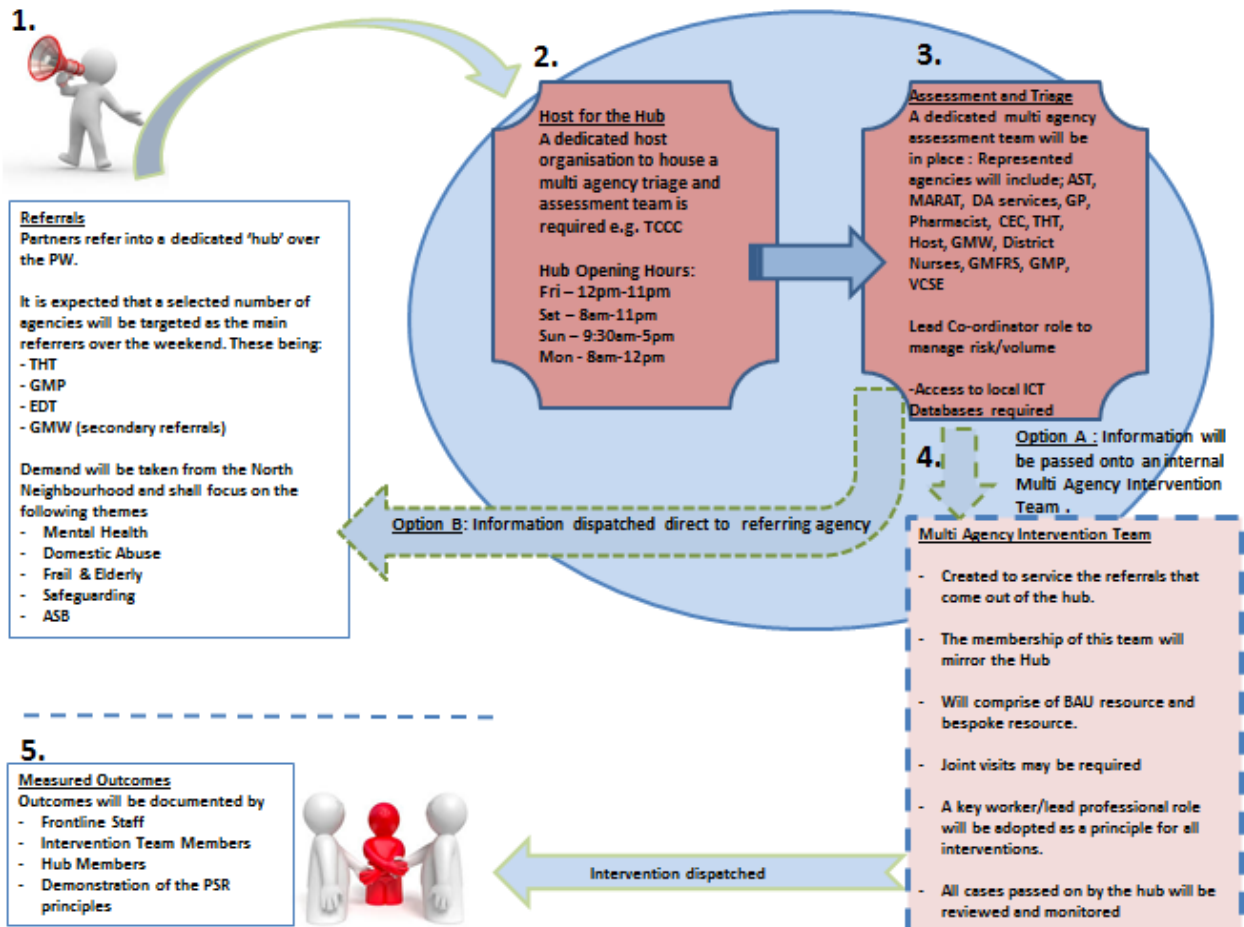 1.
Referrals
Partners refer into a dedicated 'hub' over
the PW.
It is expected that a selected number of
agencies will be targeted as the main
referrers over the weekend. These being:
- THT
- GMP
- EDT
- GMW (secondary referrals)
Demand will be taken from the North
Neighbourhood and shall focus on the
following themes
- Mental Health
- Domestic Abuse
- Frail & Elderly
- Safeguarding
- ASB
2.
Host for the Hub
A dedicated host
organisation to house a
multi agency triage and
assessment team is
required e.g. TCCC
Hub Opening Hours:
Fri – 12pm-11pm
Sat – 8am-11pm
Sun – 9:30am-5pm
Mon - 8am-12pm
3.
Assessment and Triage
A dedicated multi agency
assessment team will be
in place : Represented
agencies will include; AST,
MARAT, DA services, GP,
Pharmacist, CEC, THT,
Host, GMW, District
Nurses, GMFRS, GMP,
VCSE
Lead Co-ordinator role to
manage risk/volume
-Access to local ICT
Databases required
4.
Option A : Information will
be passed onto an internal
Multi Agency Intervention
Team .
Option B: Information dispatched direct to referring agency
Multi Agency Intervention Team
- Created to service the referrals that
come out of the hub.
- The membership of this team will
mirror the Hub
- Will comprise of BAU resource and
bespoke resource.
- Joint visits may be required
- A key worker/lead professional role
will be adopted as a principle for all
interventions.
- All cases passed on by the hub will be
reviewed and monitored
Intervention dispatched
5.
Measured Outcomes
Outcomes will be documented by
- Frontline Staff
- Intervention Team Members
- Hub Members
- Demonstration of the PSR
principles